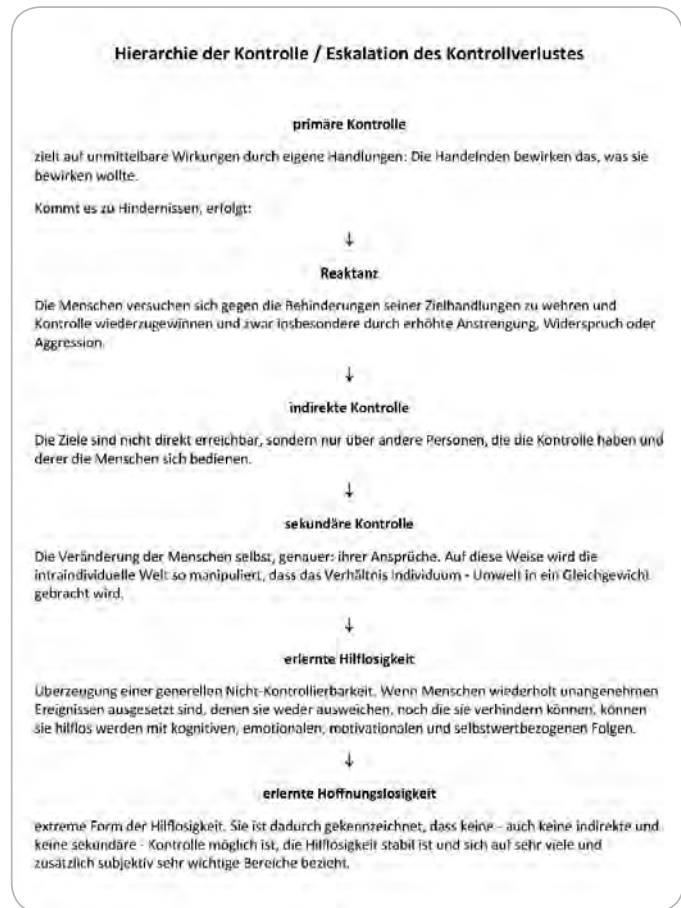 Hierarchie der Kontrolle / Eskalation des Kontrollverlustes
primäre Kontrolle
zielt auf unmittelbare Wirkungen durch eigene Handlungen: Die Handelnden bewirken das, was sie
bewirken wollte.
Kommt es zu Hindernissen, erfolgt:
↓
Reaktanz
Die Menschen versuchen sich gegen die Behinderungen seiner Zielhandlungen zu wehren und
Kontrolle wiederzugewinnen und zwar insbesondere durch erhöhte Anstrengung, Widerspruch oder
Aggression.
↓
indirekte Kontrolle
Die Ziele sind nicht direkt erreichbar, sondern nur über andere Personen, die die Kontrolle haben und
derer die Menschen sich bedienen.
↓
sekundäre Kontrolle
Die Veränderung der Menschen selbst, genauer: ihrer Ansprüche. Auf diese Weise wird die
intraindividuelle Welt so manipuliert, dass das Verhältnis Individuum - Umwelt in ein Gleichgewicht
gebracht wird.
↓
erlernte Hilflosigkeit
Überzeugung einer generellen Nicht-Kontrollierbarkeit. Wenn Menschen wiederholt unangenehmen
Ereignissen ausgesetzt sind, denen sie weder ausweichen, noch die sie verhindern können, können
sie hilflos werden mit kognitiven, emotionalen, motivationalen und selbstwertbezogenen Folgen.
↓
erlernte Hoffnungslosigkeit
extreme Form der Hilflosigkeit. Sie ist dadurch gekennzeichnet, dass keine - auch keine indirekte und
keine sekundäre - Kontrolle möglich ist, die Hilflosigkeit stabil ist und sich auf sehr viele und
zusätzlich subjektiv sehr wichtige Bereiche bezieht.